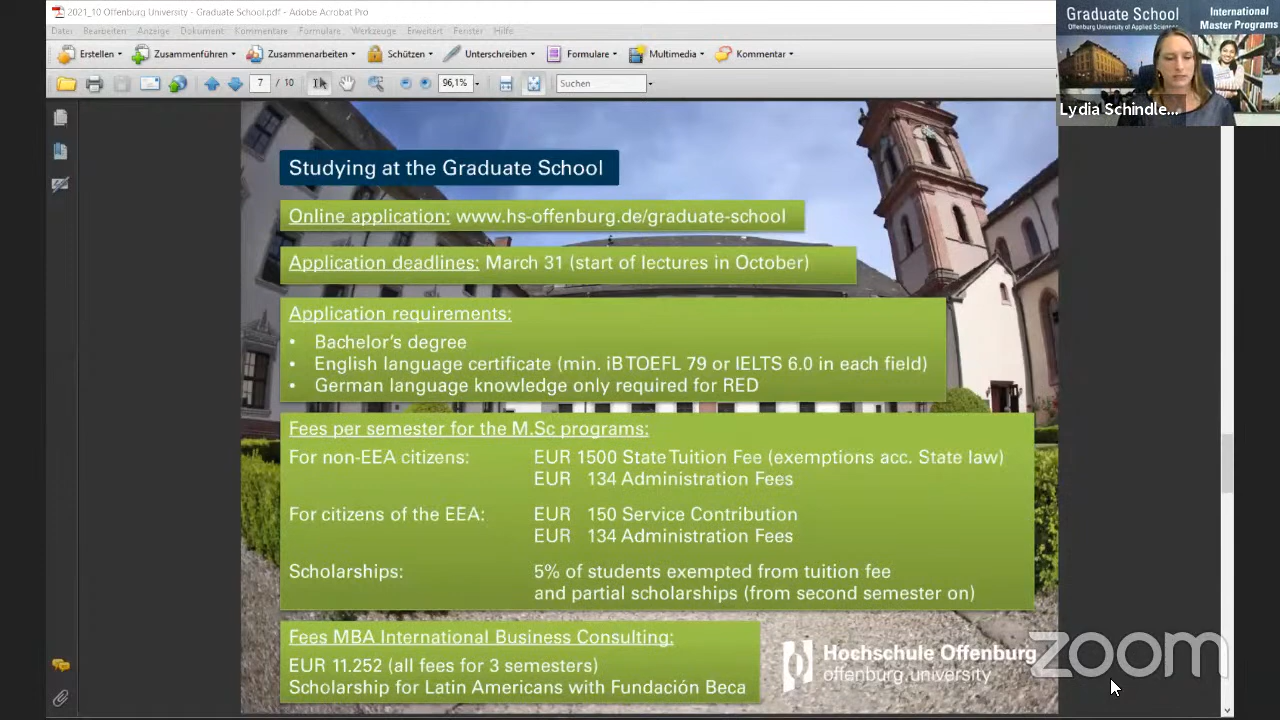 2021_10 Offenburg University - Graduate School.pdf - Adobe Acrobat Pro
Datei Bearbeiten Anzeige Dokument Kommentare Formulare Werkzeuge Erweitert Fenster Hilfe
Erstellen Zusammenführen Zusammenarbeiten Schützen Unterschreiben Formulare Multimedia Kommentar
7 / 10 96,1% Suchen
Graduate School
Offenburg University of Applied Sciences
International
Master Programs
Lydia Schindle...
Studying at the Graduate School
Online application: www.hs-offenburg.de/graduate-school
Application deadlines: March 31 (start of lectures in October)
Application requirements:
• Bachelor's degree
• English language certificate (min. iBTOEFL 79 or IELTS 6.0 in each field)
• German language knowledge only required for RED
Fees per semester for the M.Sc programs:
For non-EEA citizens: EUR 1500 State Tuition Fee (exemptions acc. State law)
EUR 134 Administration Fees
For citizens of the EEA: EUR 150 Service Contribution
EUR 134 Administration Fees
Scholarships: 5% of students exempted from tuition fee
and partial scholarships (from second semester on)
Fees MBA International Business Consulting:
EUR 11.252 (all fees for 3 semesters)
Scholarship for Latin Americans with Fundación Beca
Hochschule Offenburg
offenburg.university
zoom